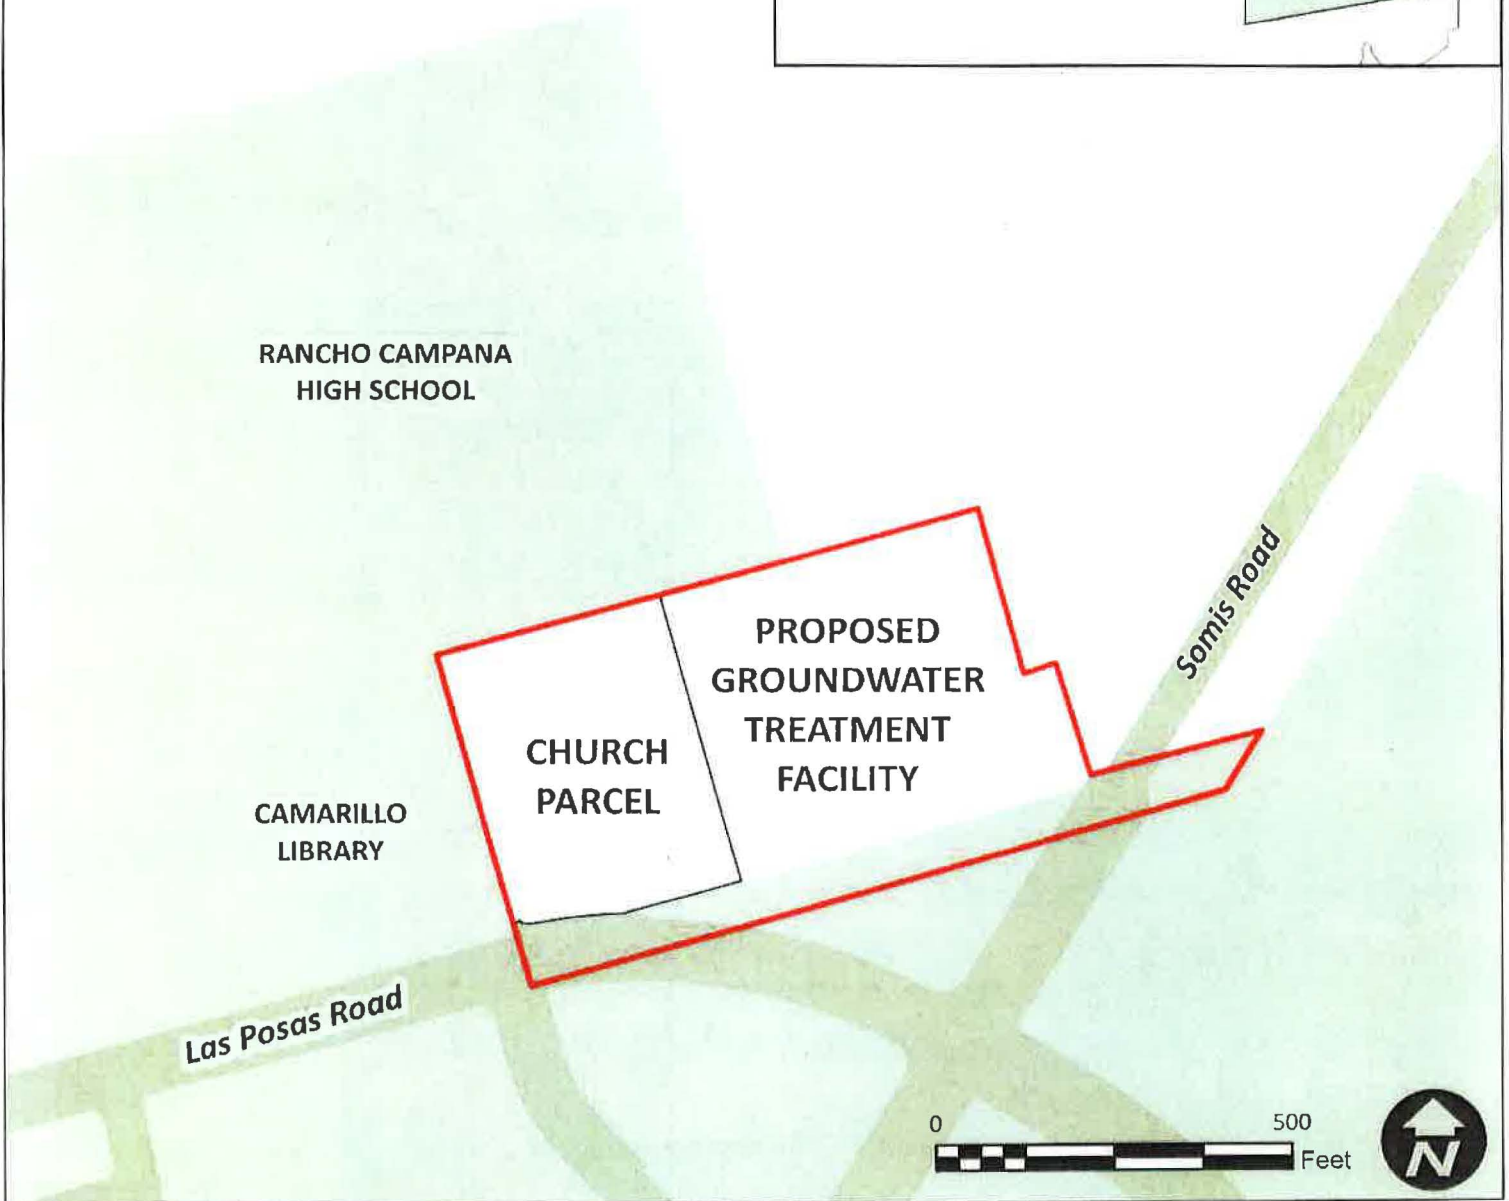 RANCHO CAMPANA
HIGH SCHOOL
Somis Road
PROPOSED
GROUNDWATER
TREATMENT
FACILITY
CHURCH
PARCEL
CAMARILLO
LIBRARY
Las Posas Road
0 500
Feet
N